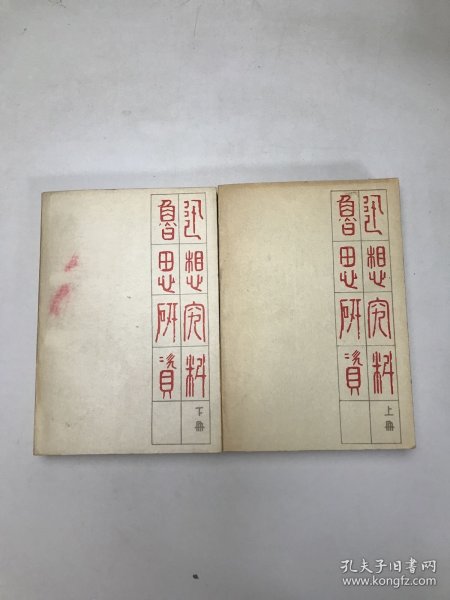 魯迅
思想
研究
資料
下冊
魯迅
思想
研究
資料
上冊
孔夫子旧书网
www.kongfz.com